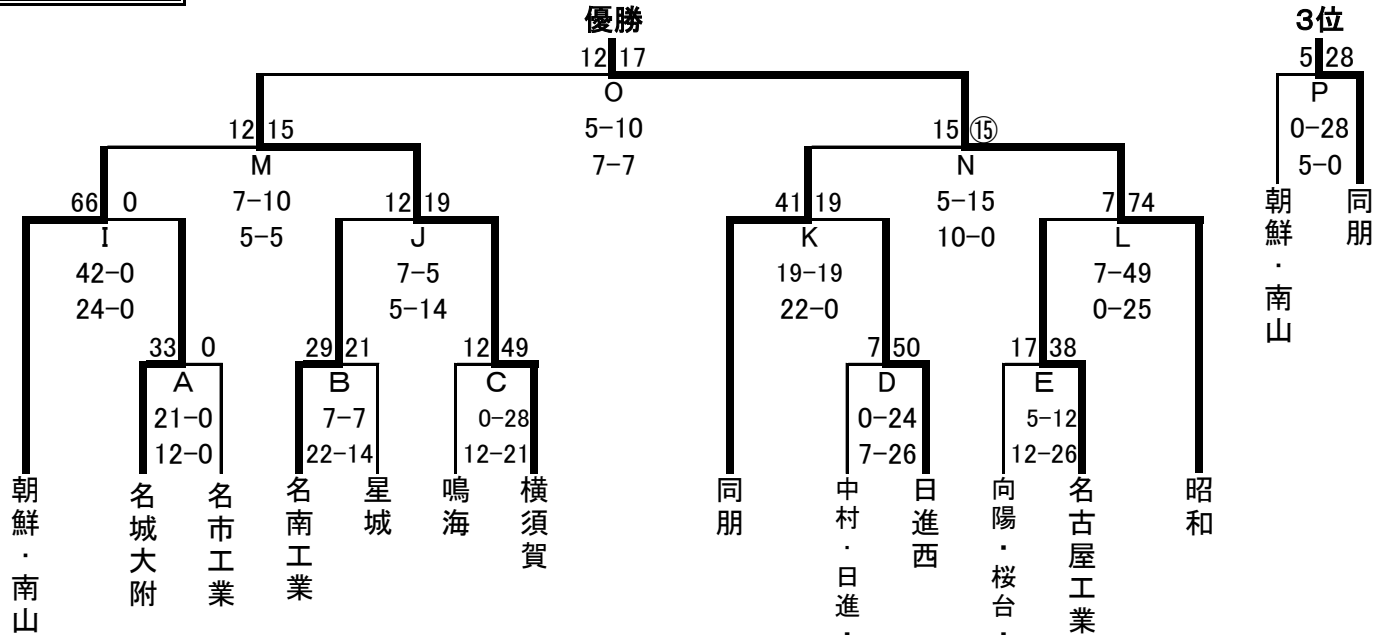 優勝
3位
12 17
5 28
O
P
5-10
0-28
7-7
5-0
12 15
15 ⑮
M
N
7-10
5-15
5-5
10-0
朝鮮・南山
同朋
66 0
12 19
41 19
7 74
I
J
K
L
42-0
7-5
19-19
7-49
24-0
5-14
22-0
0-25
33 0
29 21
12 49
7 50
17 38
A
B
C
D
E
21-0
7-7
0-28
0-24
5-12
12-0
22-14
12-21
7-26
12-26
朝鮮・南山
名城大附
名市工業
名南工業
星城
鳴海
横須賀
同朋
中村・日進・
日進西
向陽・桜台・
名古屋工業
昭和